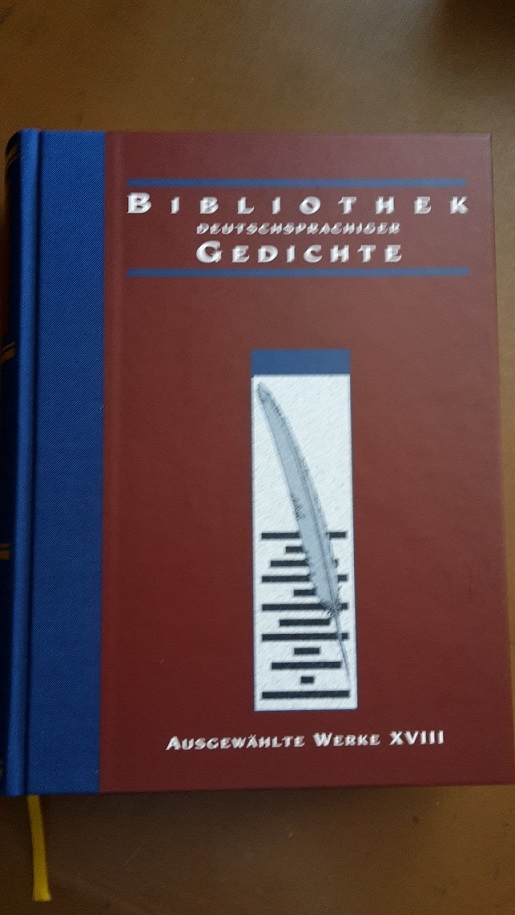 BIBLIOTHEK
DEUTSCHSPRACHIGER
GEDICHTE
AUSGEWÄHLTE WERKE XVIII